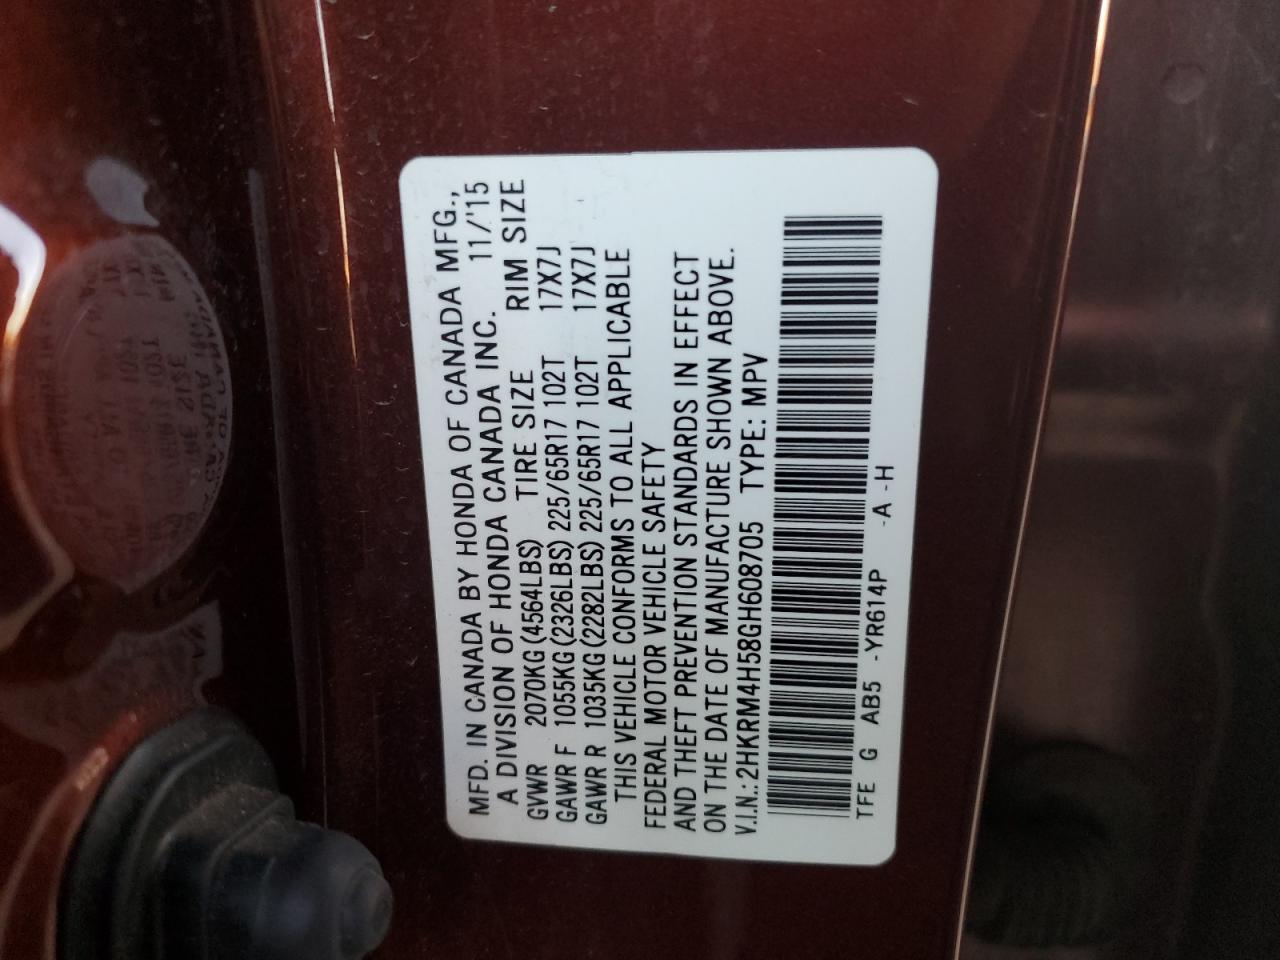 MFD. IN CANADA BY HONDA OF CANADA MFG.,
A DIVISION OF HONDA CANADA INC. 11/'15
GVWR 2070KG (4564LBS) TIRE SIZE RIM SIZE
GAWR F 1055KG (2326LBS) 225/65R17 102T 17X7J
GAWR R 1035KG (2282LBS) 225/65R17 102T 17X7J
THIS VEHICLE CONFORMS TO ALL APPLICABLE
FEDERAL MOTOR VEHICLE SAFETY
AND THEFT PREVENTION STANDARDS IN EFFECT
ON THE DATE OF MANUFACTURE SHOWN ABOVE.
V.I.N.:2HKRM4H58GH608705 TYPE: MPV
TFE G AB5 -YR614P -A -H